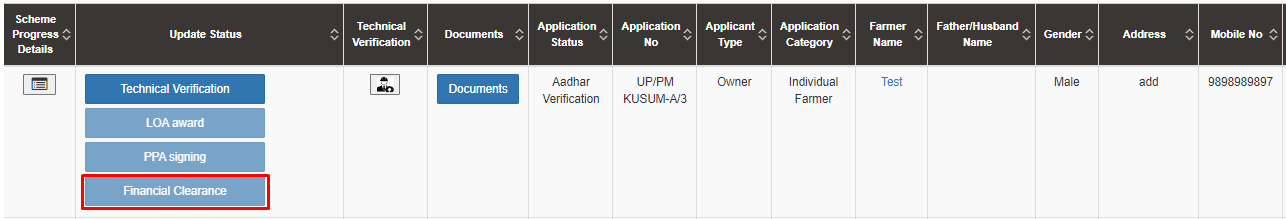 Scheme
Progress
Details
Update Status
Technical
Verification
Documents
Application
Status
Application
No
Applicant
Type
Application
Category
Farmer
Name
Father/Husband
Name
Gender
Address
Mobile No
Technical Verification
LOA award
PPA signing
Financial Clearance
Documents
Aadhar
Verification
UP/PM
KUSUM-A/3
Owner
Individual
Farmer
Test
Male
add
9898989897